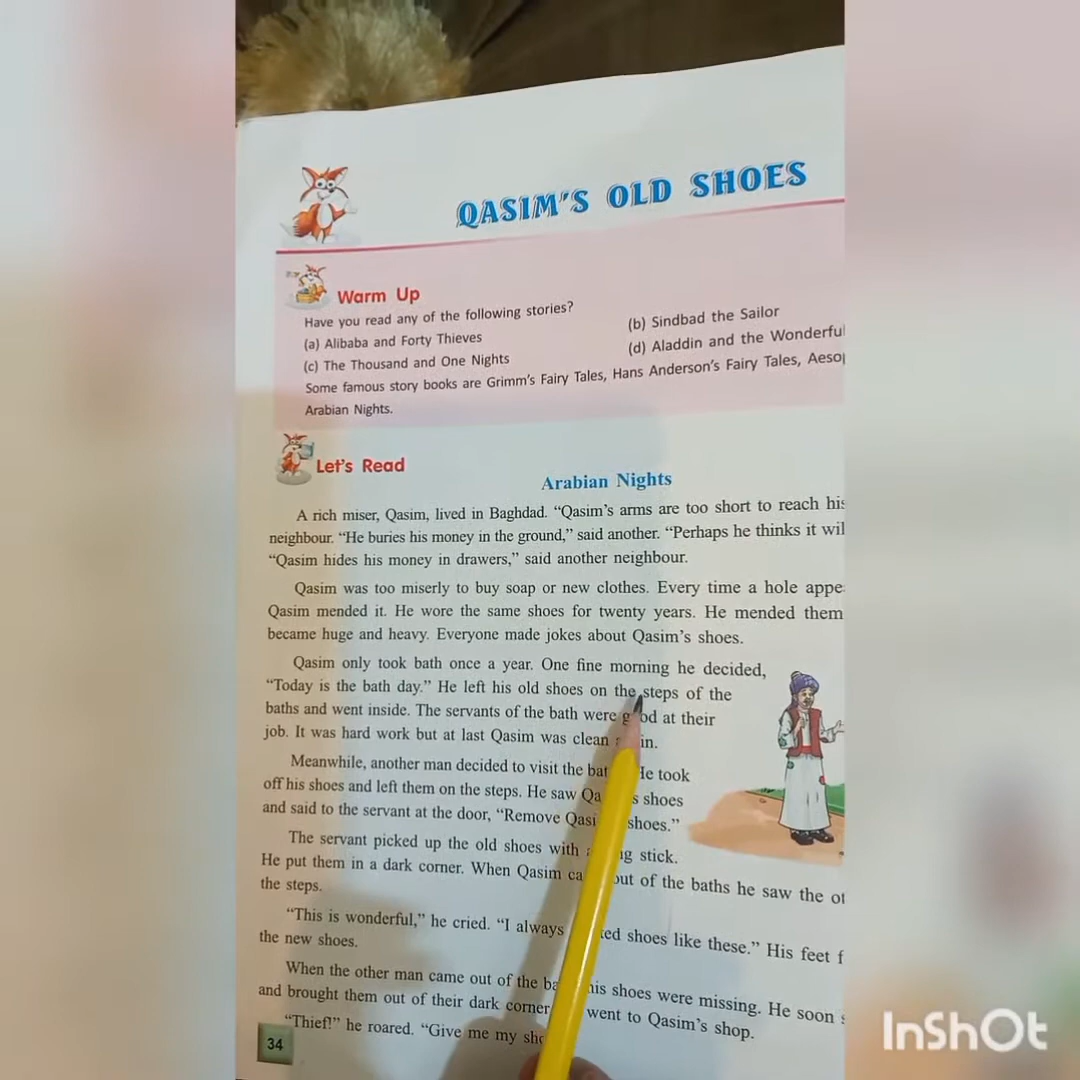 QASIM'S OLD SHOES
Warm Up
Have you read any of the following stories?
(a) Alibaba and Forty Thieves
(b) Sindbad the Sailor
(c) The Thousand and One Nights
(d) Aladdin and the Wonderful
Some famous story books are Grimm's Fairy Tales, Hans Anderson's Fairy Tales,
Arabian Nights.
Let's Read
Arabian Nights
A rich miser, Qasim, lived in Baghdad. "Qasim's arms are too short to reach his
neighbour. "He buries his money in the ground," said another. "Perhaps he thinks it
"Qasim hides his money in drawers," said another neighbour.
Qasim was too miserly to buy soap or new clothes. Every time a hole
Qasim mended it. He wore the same shoes for twenty years. He mended them
became huge and heavy. Everyone made jokes about Qasim's shoes.
Qasim only took bath once a year. One fine morning he decided,
"Today is the bath day." He left his old shoes on the steps of the
baths and went inside. The servants of the bath were good at their
job. It was hard work but at last Qasim was clean
Meanwhile, another man decided to visit the He took
off his shoes and left them on the steps. He saw shoes
and said to the servant at the door, "Remove shoes."
The servant picked up the old shoes with stick.
He put them in a dark corner. When Qasim out of the baths he saw the
the steps.
"This is wonderful," he cried. "I always shoes like these." His feet
the new shoes.
When the other man came out of the his shoes were missing. He soon
and brought them out of their dark corner went to Qasim's shop.
"Thief!" he roared. "Give me my
34
InShOt